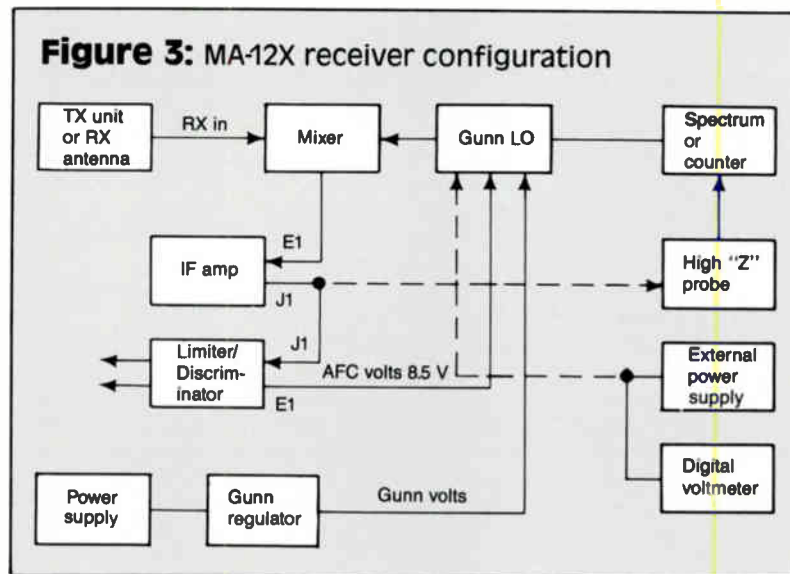 Figure 3: MA-12X receiver configuration
TX unit
or RX
antenna
RX in
Mixer
Gunn LO
Spectrum
or
counter
E1
IF amp
J1
High "Z"
probe
J1
Limiter/
Discrim-
inator
AFC volts 8.5 V
E1
External
power
supply
Digital
voltmeter
Power
supply
Gunn
regulator
Gunn volts